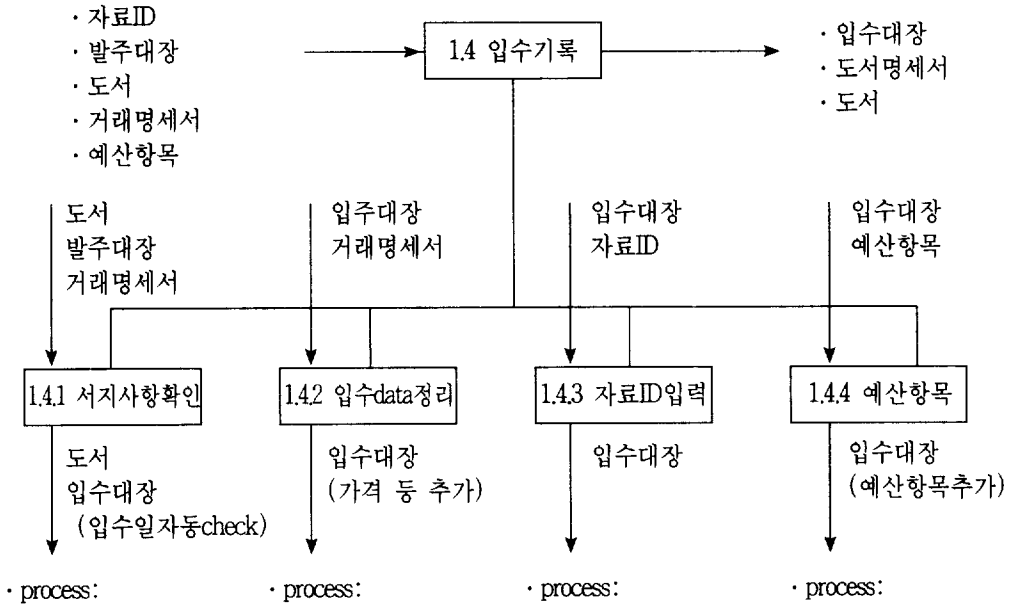 · 자료ID
· 발주대장
· 도서
· 거래명세서
· 예산항목
1.4 입수기록
· 입수대장
· 도서명세서
· 도서
도서
발주대장
거래명세서
입주대장
거래명세서
입수대장
자료ID
입수대장
예산항목
1.4.1 서지사항확인
1.4.2 입수data정리
1.4.3 자료ID입력
1.4.4 예산항목
도서
입수대장
(입수일자동check)
입수대장
(가격 등 추가)
입수대장
입수대장
(예산항목추가)
· process:
· process:
· process:
· process: